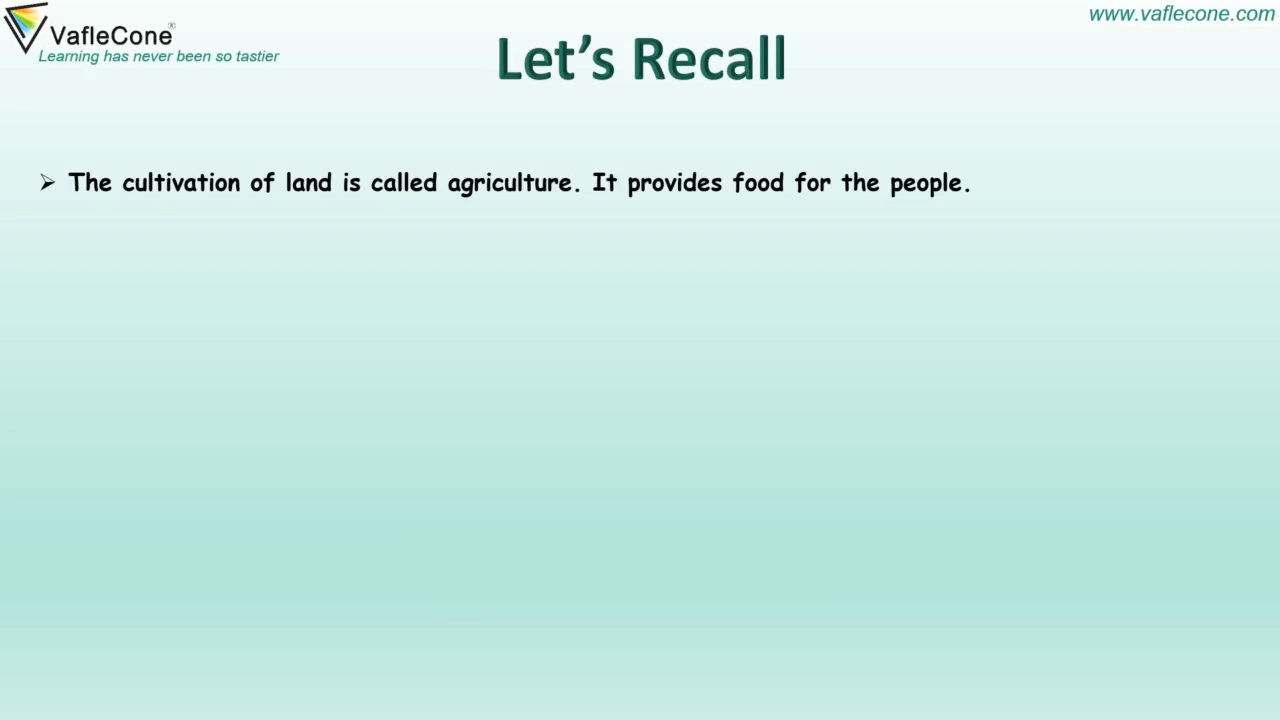 VafleCone®
Learning has never been so tastier
www.vaflecone.com
Let's Recall
➢ The cultivation of land is called agriculture. It provides food for the people.